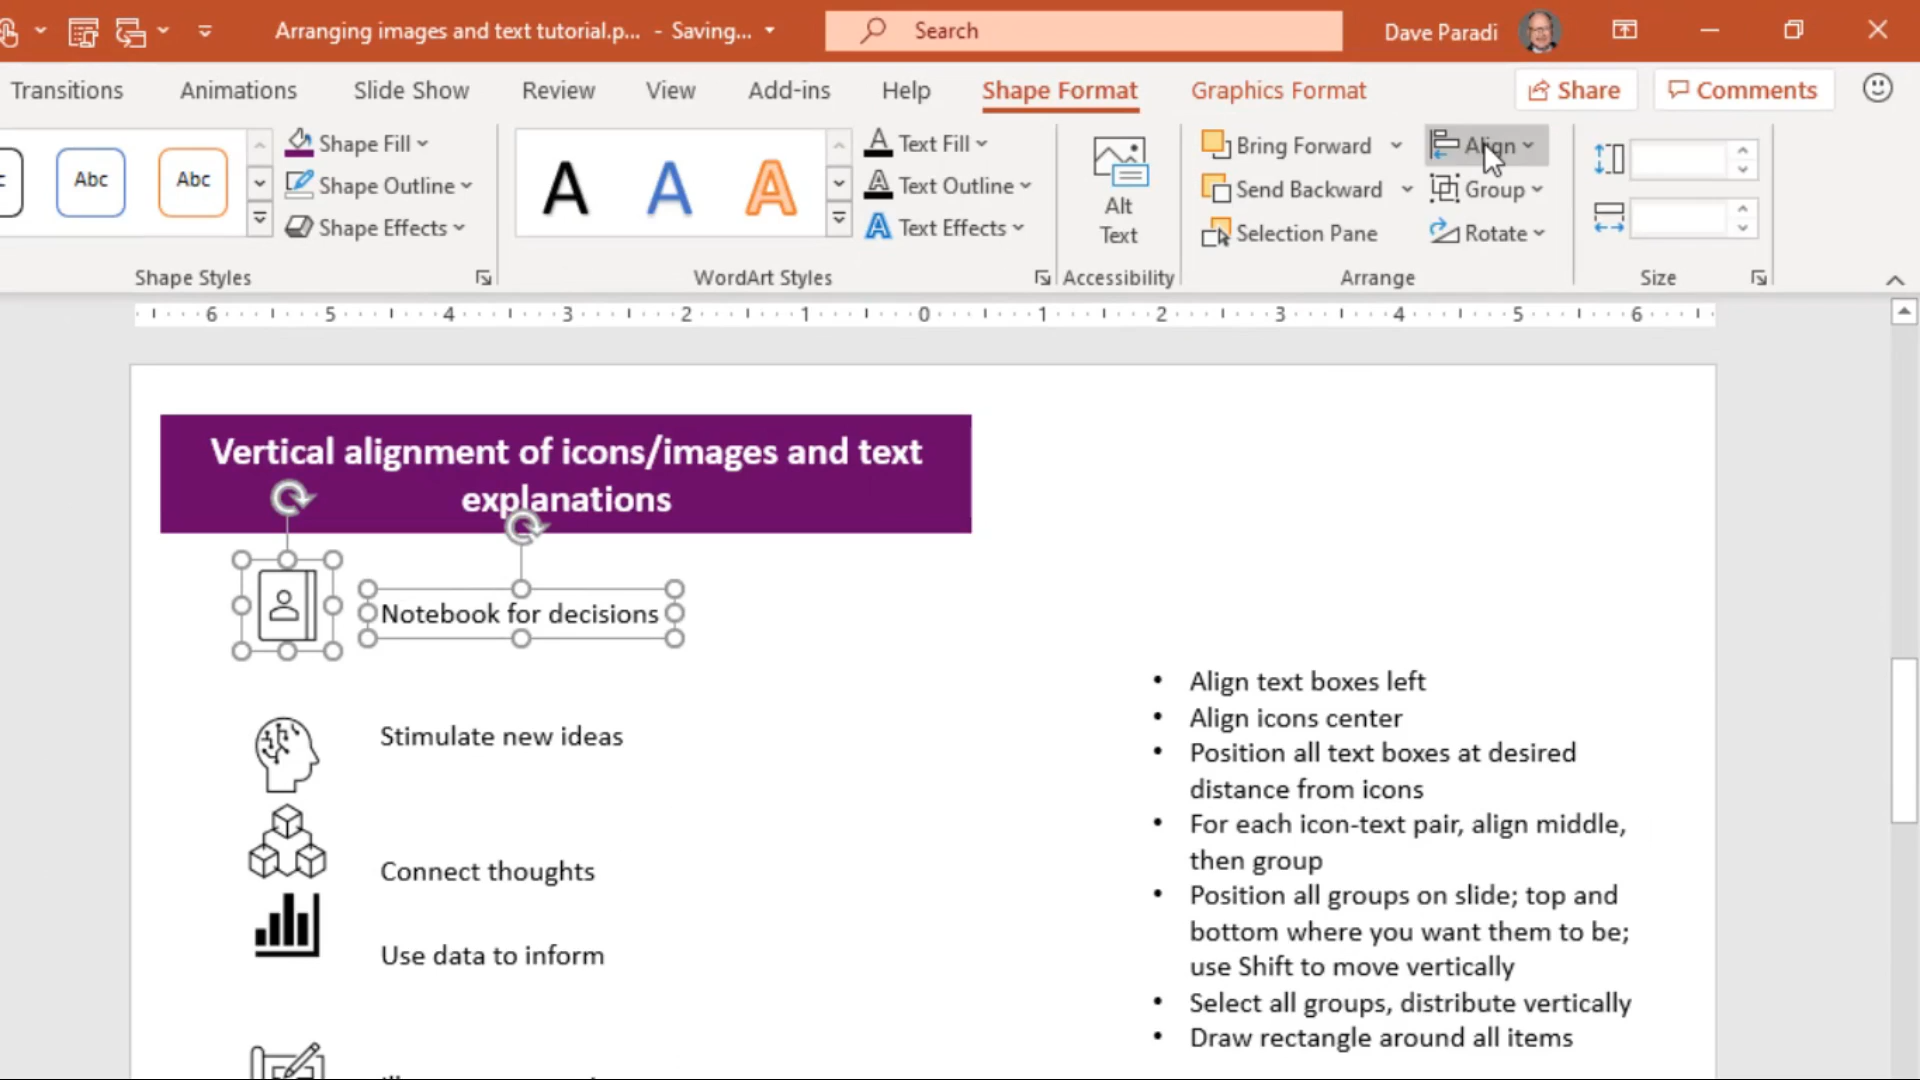 Arranging images and text tutorial.p... - Saving...
Search
Dave Paradi
Transitions
Animations
Slide Show
Review
View
Add-ins
Help
Shape Format
Graphics Format
Share
Comments
Abc
Abc
Shape Fill
Shape Outline
Shape Effects
Shape Styles
A
A
A
Text Fill
Text Outline
Text Effects
WordArt Styles
Alt
Text
Accessibility
Bring Forward
Send Backward
Selection Pane
Align
Group
Rotate
Arrange
Size
6 5 4 3 2 1 0 1 2 3 4 5 6
Vertical alignment of icons/images and text
explanations
Notebook for decisions
Stimulate new ideas
Connect thoughts
Use data to inform
• Align text boxes left
• Align icons center
• Position all text boxes at desired
distance from icons
• For each icon-text pair, align middle,
then group
• Position all groups on slide; top and
bottom where you want them to be;
use Shift to move vertically
• Select all groups, distribute vertically
• Draw rectangle around all items